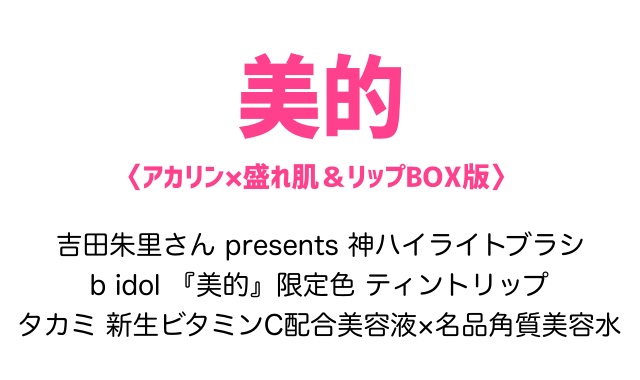 美的
〈アカリン×盛れ肌&リップBOX版〉
吉田朱里さん presents 神ハイライトブラシ
b idol 『美的』限定色 ティントリップ
タカミ 新生ビタミンC配合美容液×名品角質美容水